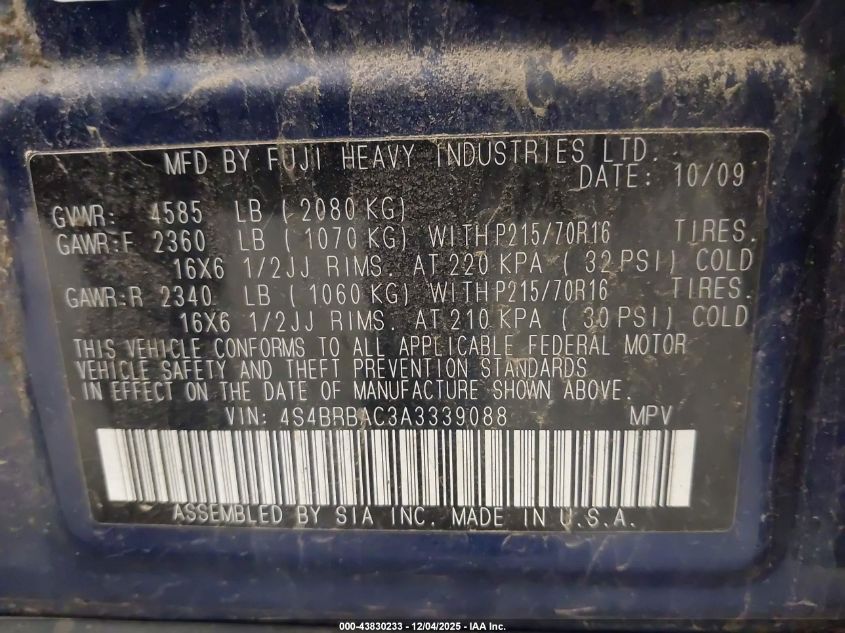 MFD BY FUJI HEAVY INDUSTRIES LTD.
DATE: 10/09
GVWR: 4585 LB ( 2080 KG)
GAWR:F 2360 LB ( 1070 KG) WITH P215/70R16 TIRES.
16X6 1/2JJ RIMS. AT 220 KPA ( 32 PSI) COLD
GAWR:R 2340 LB ( 1060 KG) WITH P215/70R16 TIRES.
16X6 1/2JJ RIMS. AT 210 KPA ( 30 PSI) COLD
THIS VEHICLE CONFORMS TO ALL APPLICABLE FEDERAL MOTOR
VEHICLE SAFETY AND THEFT PREVENTION STANDARDS
IN EFFECT ON THE DATE OF MANUFACTURE SHOWN ABOVE.
VIN: 4S4BRBAC3A3339088 MPV
ASSEMBLED BY SIA INC. MADE IN U.S.A.
000-43830233 - 12/04/2025 - IAA Inc.